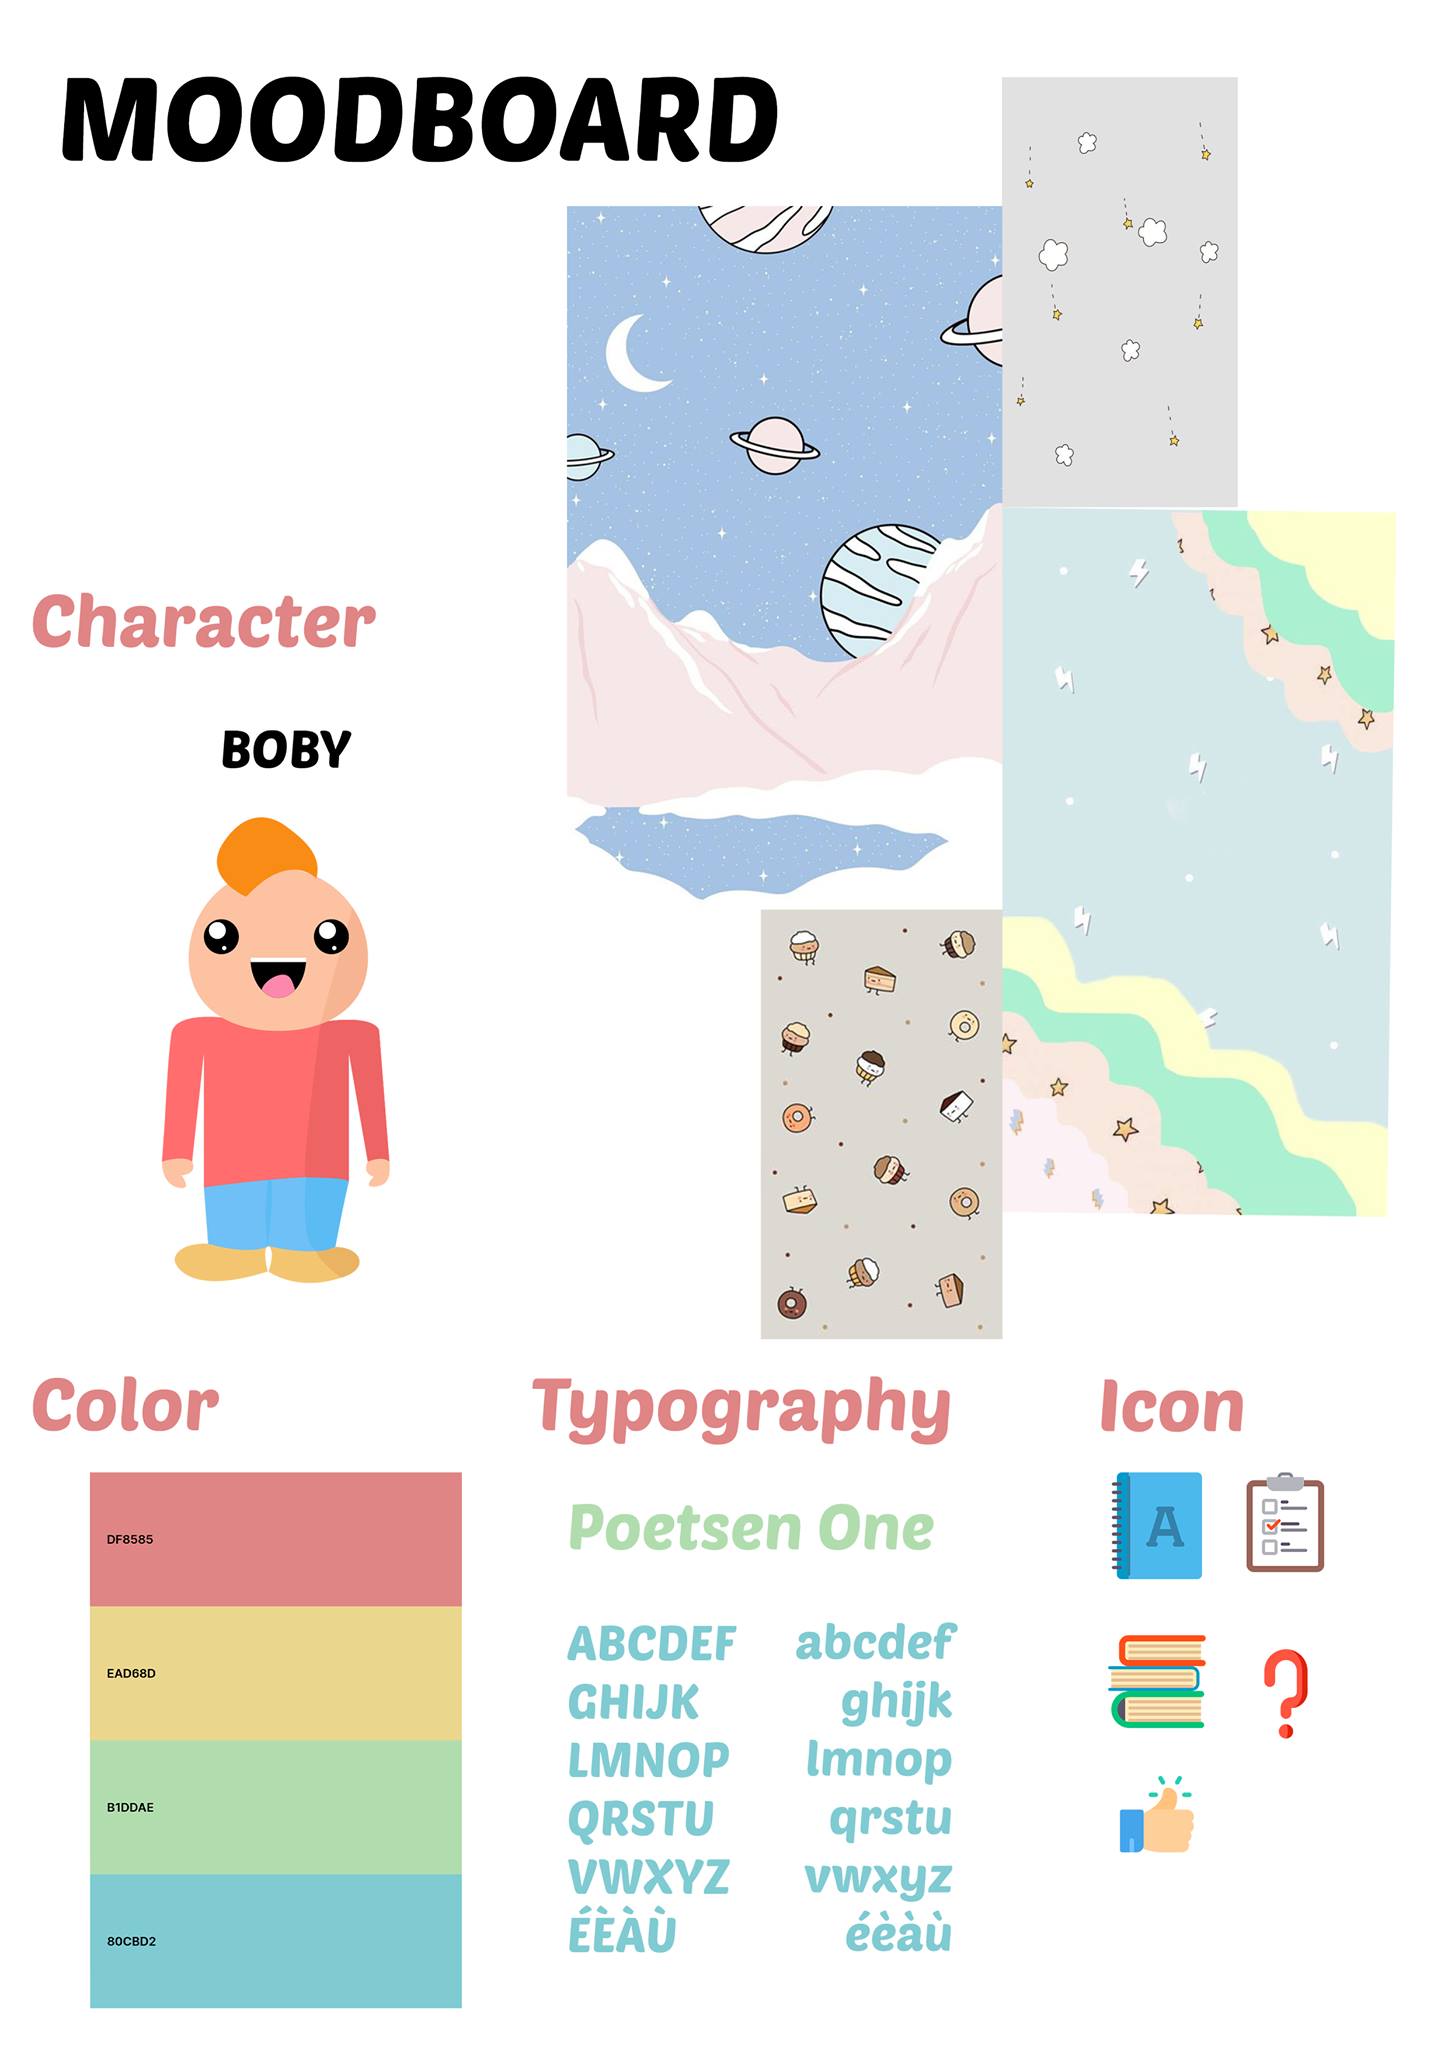 MOODBOARD
Character
BOBY
Color
DF8585
EAD68D
B1DDAE
80CBD2
Typography
Poetsen One
ABCDEF
GHIJK
LMNOP
QRSTU
VWXYZ
ÉÈÀÙ
abcdef
ghijk
lmnop
qrstu
vwxyz
éèàù
Icon
A